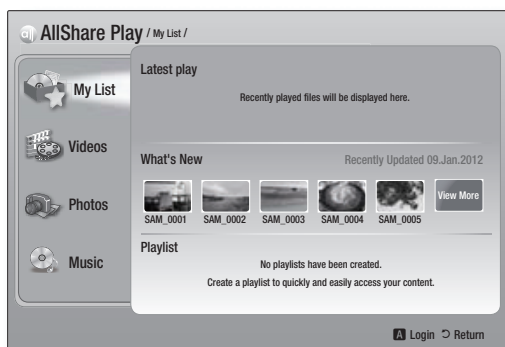 AllShare Play / My List /
My List
Videos
Photos
Music
Latest play
Recently played files will be displayed here.
What's New
Recently Updated 09.Jan.2012
SAM_0001 SAM_0002 SAM_0003 SAM_0004 SAM_0005
View More
Playlist
No playlists have been created.
Create a playlist to quickly and easily access your content.
A Login Return